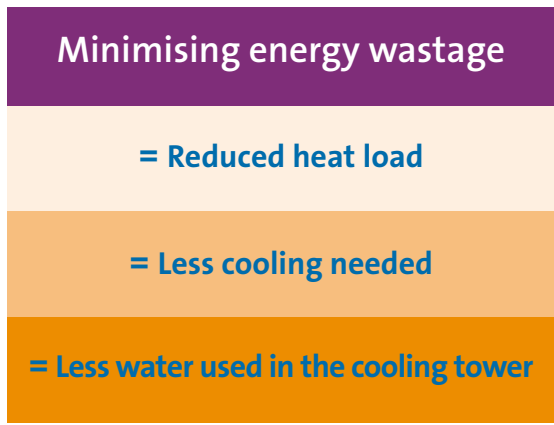 Minimising energy wastage
= Reduced heat load
= Less cooling needed
= Less water used in the cooling tower